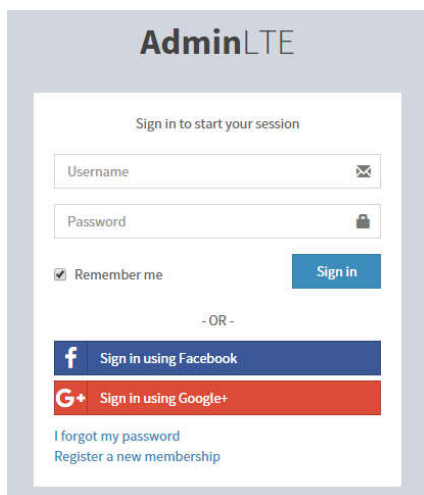 AdminLTE
Sign in to start your session
Username
Password
Remember me
Sign in
- OR -
f Sign in using Facebook
G+ Sign in using Google+
I forgot my password
Register a new membership